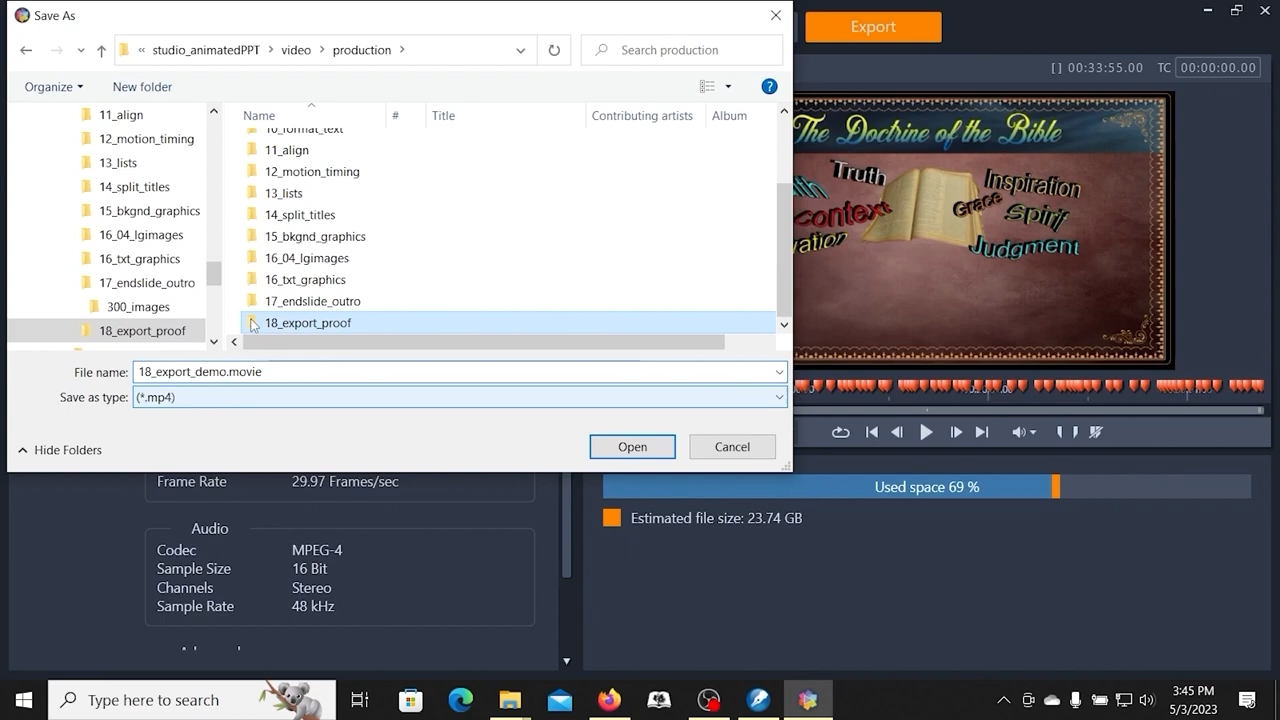 Save As
Export
« studio_animatedPPT > video > production >
Search production
[ ] 00:33:55.00 TC 00:00:00.00
Organize
New folder
?
Name # Title Contributing artists Album
11_align
12_motion_timing
13_lists
14_split_titles
15_bkgnd_graphics
16_04_lgimages
16_txt_graphics
17_endslide_outro
300_images
18_export_proof
10_format_text
11_align
12_motion_timing
13_lists
14_split_titles
15_bkgnd_graphics
16_04_lgimages
16_txt_graphics
17_endslide_outro
18_export_proof
The Doctrine of the Bible
Truth
Inspiration
context
Grace
Spirit
Judgment
File name: 18_export_demo.movie
Save as type: (*.mp4)
Hide Folders
Open
Cancel
Frame Rate 29.97 Frames/sec
Used space 69 %
Estimated file size: 23.74 GB
Audio
Codec MPEG-4
Sample Size 16 Bit
Channels Stereo
Sample Rate 48 kHz
Type here to search
3:45 PM
5/3/2023